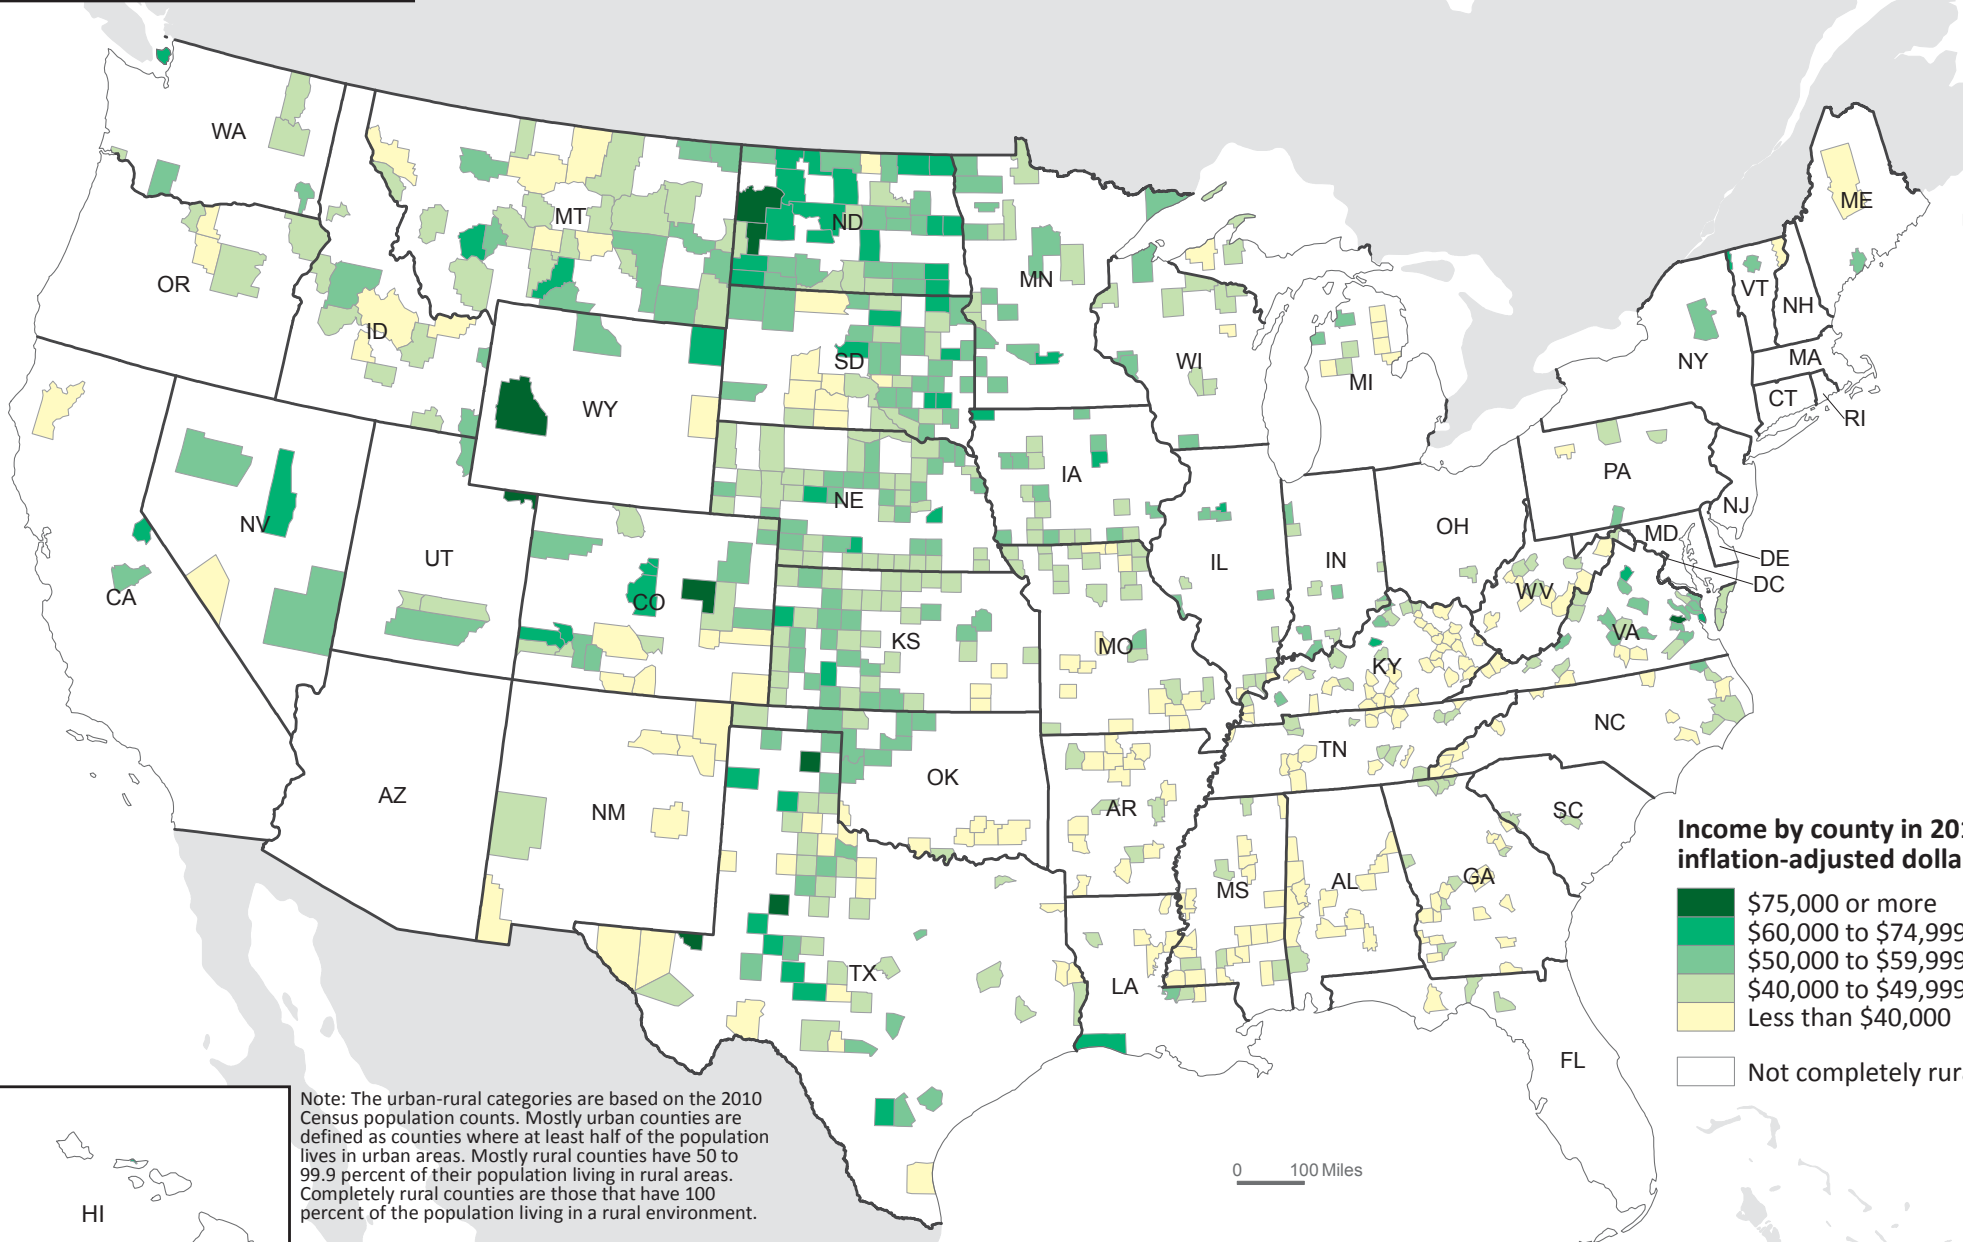 WA
MT
ND
MN
ME
OR
ID
SD
WI
MI
VT
NH
NY
MA
WY
CT
RI
NV
NE
IA
PA
NJ
UT
CO
IL
IN
OH
MD
DE
DC
CA
KS
MO
WV
VA
KY
AZ
NM
OK
TN
NC
AR
SC
MS
AL
GA
TX
LA
FL
HI
Income by county in 20
inflation-adjusted dolla
$75,000 or more
$60,000 to $74,999
$50,000 to $59,999
$40,000 to $49,999
Less than $40,000
Not completely rur
Note: The urban-rural categories are based on the 2010
Census population counts. Mostly urban counties are
defined as counties where at least half of the population
lives in urban areas. Mostly rural counties have 50 to
99.9 percent of their population living in rural areas.
Completely rural counties are those that have 100
percent of the population living in a rural environment.
0 100 Miles